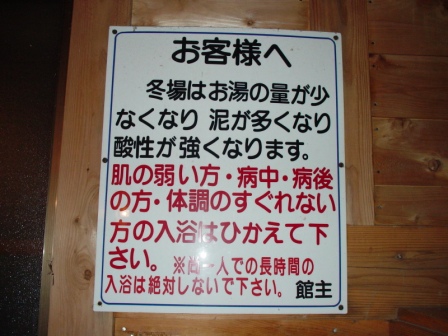 お客様へ
冬場はお湯の量が少
なくなり 泥が多くなり
酸性が強くなります。
肌の弱い方・病中・病後
の方・体調のすぐれない
方の入浴はひかえて下
さい。 ※尚一人での長時間の
入浴は絶対しないで下さい。 館主